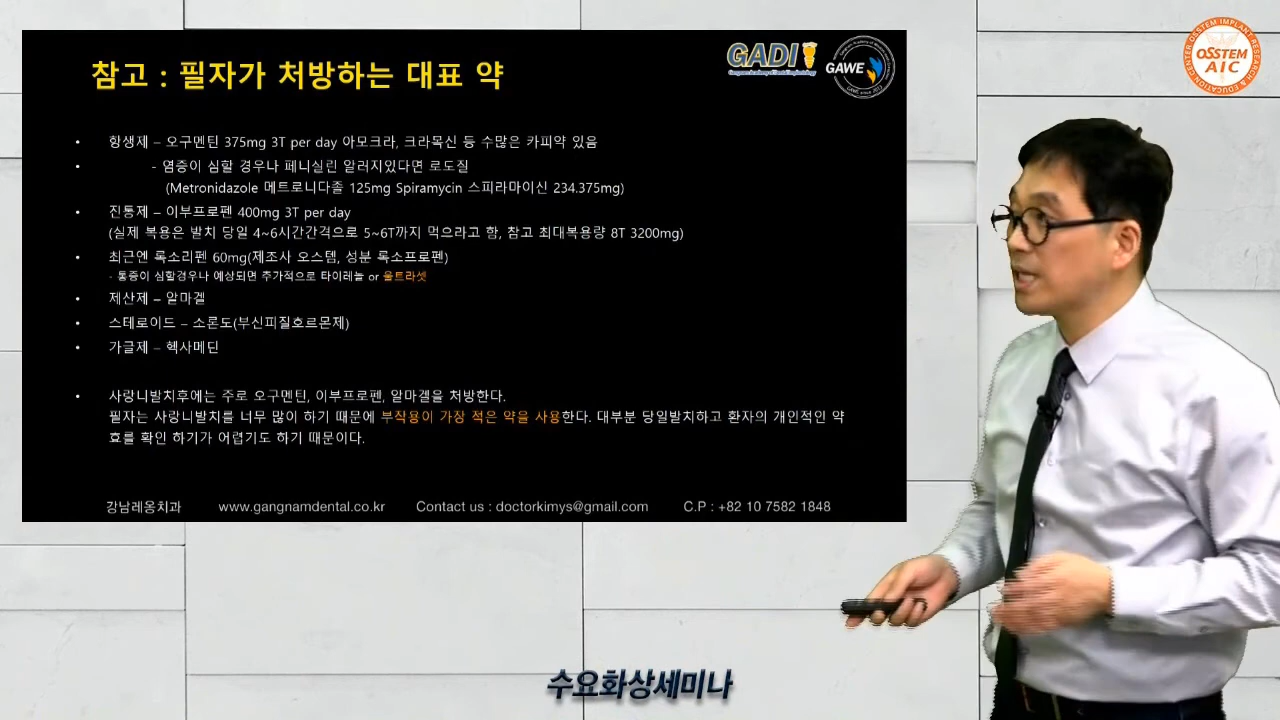 참고 : 필자가 처방하는 대표 약
GADI
Gangnam Academy of Dental Implantology
GAWE
OSSTEM
AIC
• 항생제 – 오구멘틴 375mg 3T per day 아모크라, 크라목신 등 수많은 카피약 있음
• - 염증이 심할 경우나 페니실린 알러지있다면 로도질
(Metronidazole 메트로니다졸 125mg Spiramycin 스피라마이신 234.375mg)
• 진통제 – 이부프로펜 400mg 3T per day
(실제 복용은 발치 당일 4~6시간간격으로 5~6T까지 먹으라고 함, 참고 최대복용량 8T 3200mg)
• 최근엔 록소리펜 60mg(제조사 오스템, 성분 록소프로펜)
- 통증이 심할경우나 예상되면 추가적으로 타이레놀 or 울트라셋
• 제산제 – 알마겔
• 스테로이드 – 소론도(부신피질호르몬제)
• 가글제 – 헥사메딘
• 사랑니발치후에는 주로 오구멘틴, 이부프로펜, 알마겔을 처방한다.
필자는 사랑니발치를 너무 많이 하기 때문에 부작용이 가장 적은 약을 사용한다. 대부분 당일발치하고 환자의 개인적인 약
효를 확인 하기가 어렵기도 하기 때문이다.
강남레옹치과 www.gangnamdental.co.kr Contact us : doctorkimys@gmail.com C.P : +82 10 7582 1848
수요화상세미나